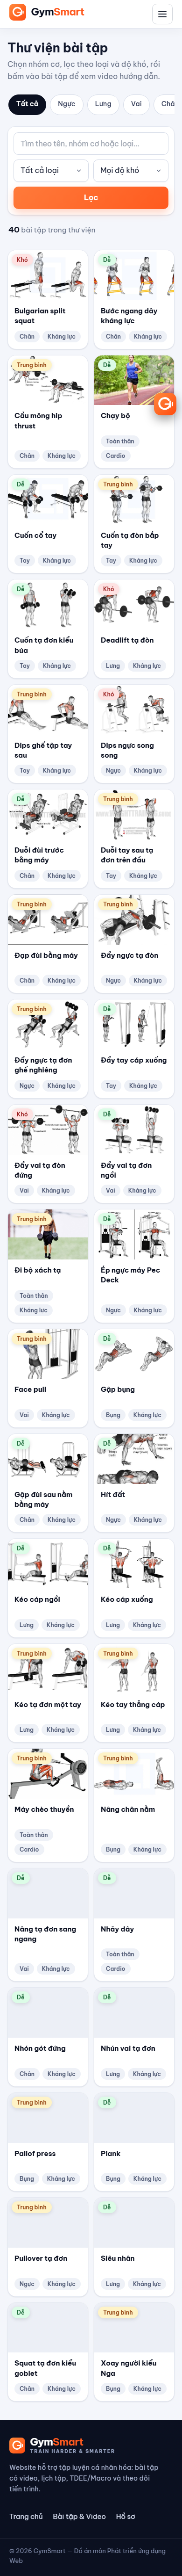 GymSmart
Thư viện bài tập
Chọn nhóm cơ, lọc theo loại và độ khó, rồi
bấm vào bài tập để xem video hướng dẫn.
Tất cả
Ngực
Lưng
Vai
Châ
Tìm theo tên, nhóm cơ hoặc loại...
Tất cả loại
Mọi độ khó
Lọc
40 bài tập trong thư viện
Khó
Bulgarian split
squat
Chân
Kháng lực
Dễ
Bước ngang dây
kháng lực
Chân
Kháng lực
Trung bình
Cầu mông hip
thrust
Chân
Kháng lực
Dễ
Chạy bộ
Toàn thân
Cardio
Dễ
Cuốn cổ tay
Tay
Kháng lực
Trung bình
Cuốn tạ đòn bắp
tay
Tay
Kháng lực
Dễ
Cuốn tạ đơn kiểu
búa
Tay
Kháng lực
Khó
Deadlift tạ đòn
Lưng
Kháng lực
Trung bình
Dips ghế tập tay
sau
Tay
Kháng lực
Khó
Dips ngực song
song
Ngực
Kháng lực
Dễ
Duỗi đùi trước
bằng máy
Chân
Kháng lực
Trung bình
Duỗi tay sau tạ
đơn trên đầu
Tay
Kháng lực
Trung bình
Đạp đùi bằng máy
Chân
Kháng lực
Trung bình
Đẩy ngực tạ đòn
Ngực
Kháng lực
Trung bình
Đẩy ngực tạ đơn
ghế nghiêng
Ngực
Kháng lực
Dễ
Đẩy tay cáp xuống
Tay
Kháng lực
Khó
Đẩy vai tạ đòn
đứng
Vai
Kháng lực
Dễ
Đẩy vai tạ đơn
ngồi
Vai
Kháng lực
Trung bình
Đi bộ xách tạ
Toàn thân
Kháng lực
Dễ
Ép ngực máy Pec
Deck
Ngực
Kháng lực
Trung bình
Face pull
Vai
Kháng lực
Dễ
Gập bụng
Bụng
Kháng lực
Dễ
Gập đùi sau nằm
bằng máy
Chân
Kháng lực
Dễ
Hít đất
Ngực
Kháng lực
Dễ
Kéo cáp ngồi
Lưng
Kháng lực
Dễ
Kéo cáp xuống
Lưng
Kháng lực
Trung bình
Kéo tạ đơn một tay
Lưng
Kháng lực
Trung bình
Kéo tay thẳng cáp
Lưng
Kháng lực
Trung bình
Máy chèo thuyền
Toàn thân
Cardio
Trung bình
Nâng chân nằm
Bụng
Kháng lực
Dễ
Nâng tạ đơn sang
ngang
Vai
Kháng lực
Dễ
Nhảy dây
Toàn thân
Cardio
Dễ
Nhón gót đứng
Chân
Kháng lực
Dễ
Nhún vai tạ đơn
Lưng
Kháng lực
Trung bình
Pallof press
Bụng
Kháng lực
Dễ
Plank
Bụng
Kháng lực
Trung bình
Pullover tạ đơn
Ngực
Kháng lực
Dễ
Siêu nhân
Lưng
Kháng lực
Dễ
Squat tạ đơn kiểu
goblet
Chân
Kháng lực
Trung bình
Xoay người kiểu
Nga
Bụng
Kháng lực
GymSmart
TRAIN HARDER & SMARTER
Website hỗ trợ tập luyện cá nhân hóa: bài tập
có video, lịch tập, TDEE/Macro và theo dõi
tiến trình.
Trang chủ
Bài tập & Video
Hồ sơ
© 2026 GymSmart — Đồ án môn Phát triển ứng dụng
Web